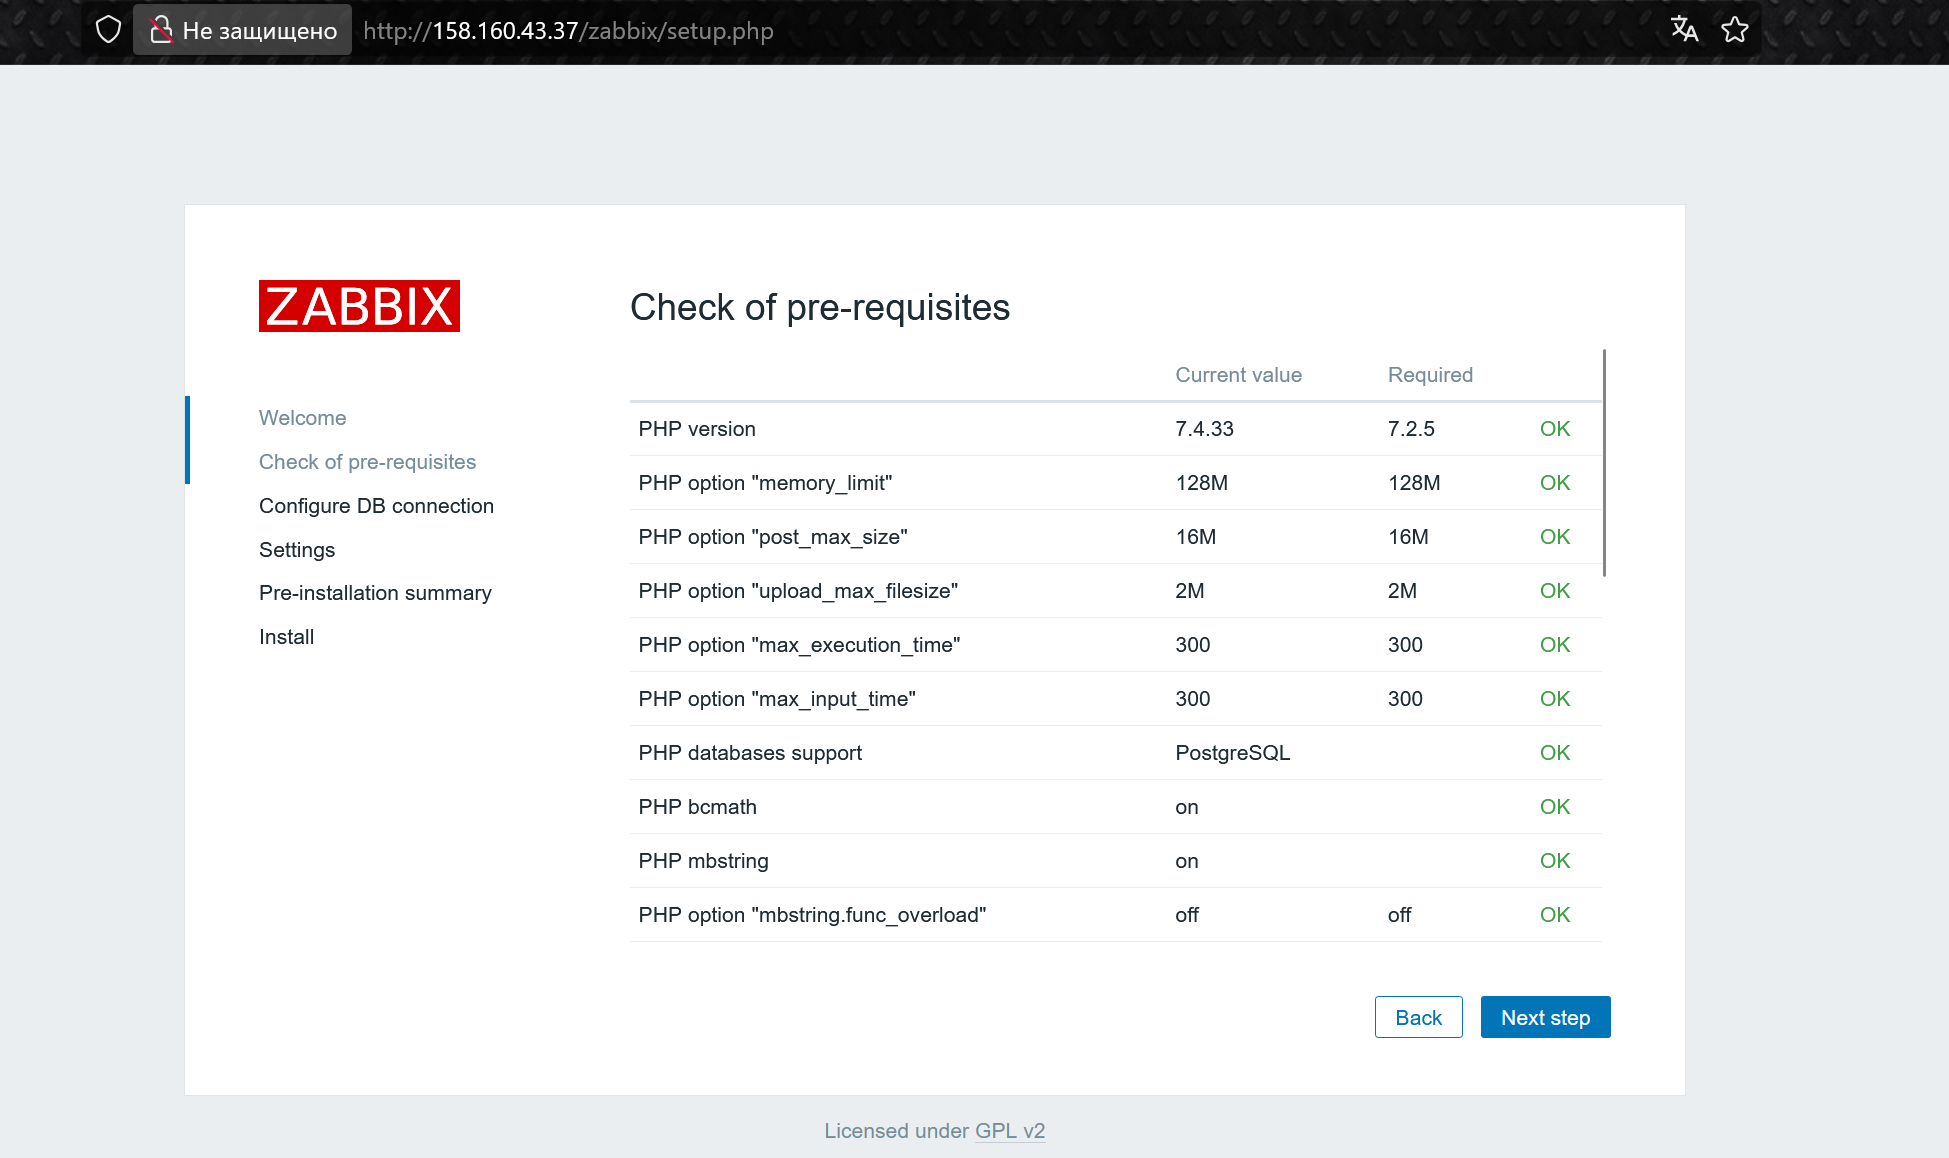 Не защищено http://158.160.43.37/zabbix/setup.php
ZABBIX
Welcome
Check of pre-requisites
Configure DB connection
Settings
Pre-installation summary
Install
Check of pre-requisites
Current value Required
PHP version 7.4.33 7.2.5 OK
PHP option "memory_limit" 128M 128M OK
PHP option "post_max_size" 16M 16M OK
PHP option "upload_max_filesize" 2M 2M OK
PHP option "max_execution_time" 300 300 OK
PHP option "max_input_time" 300 300 OK
PHP databases support PostgreSQL OK
PHP bcmath on OK
PHP mbstring on OK
PHP option "mbstring.func_overload" off off OK
Back Next step
Licensed under GPL v2